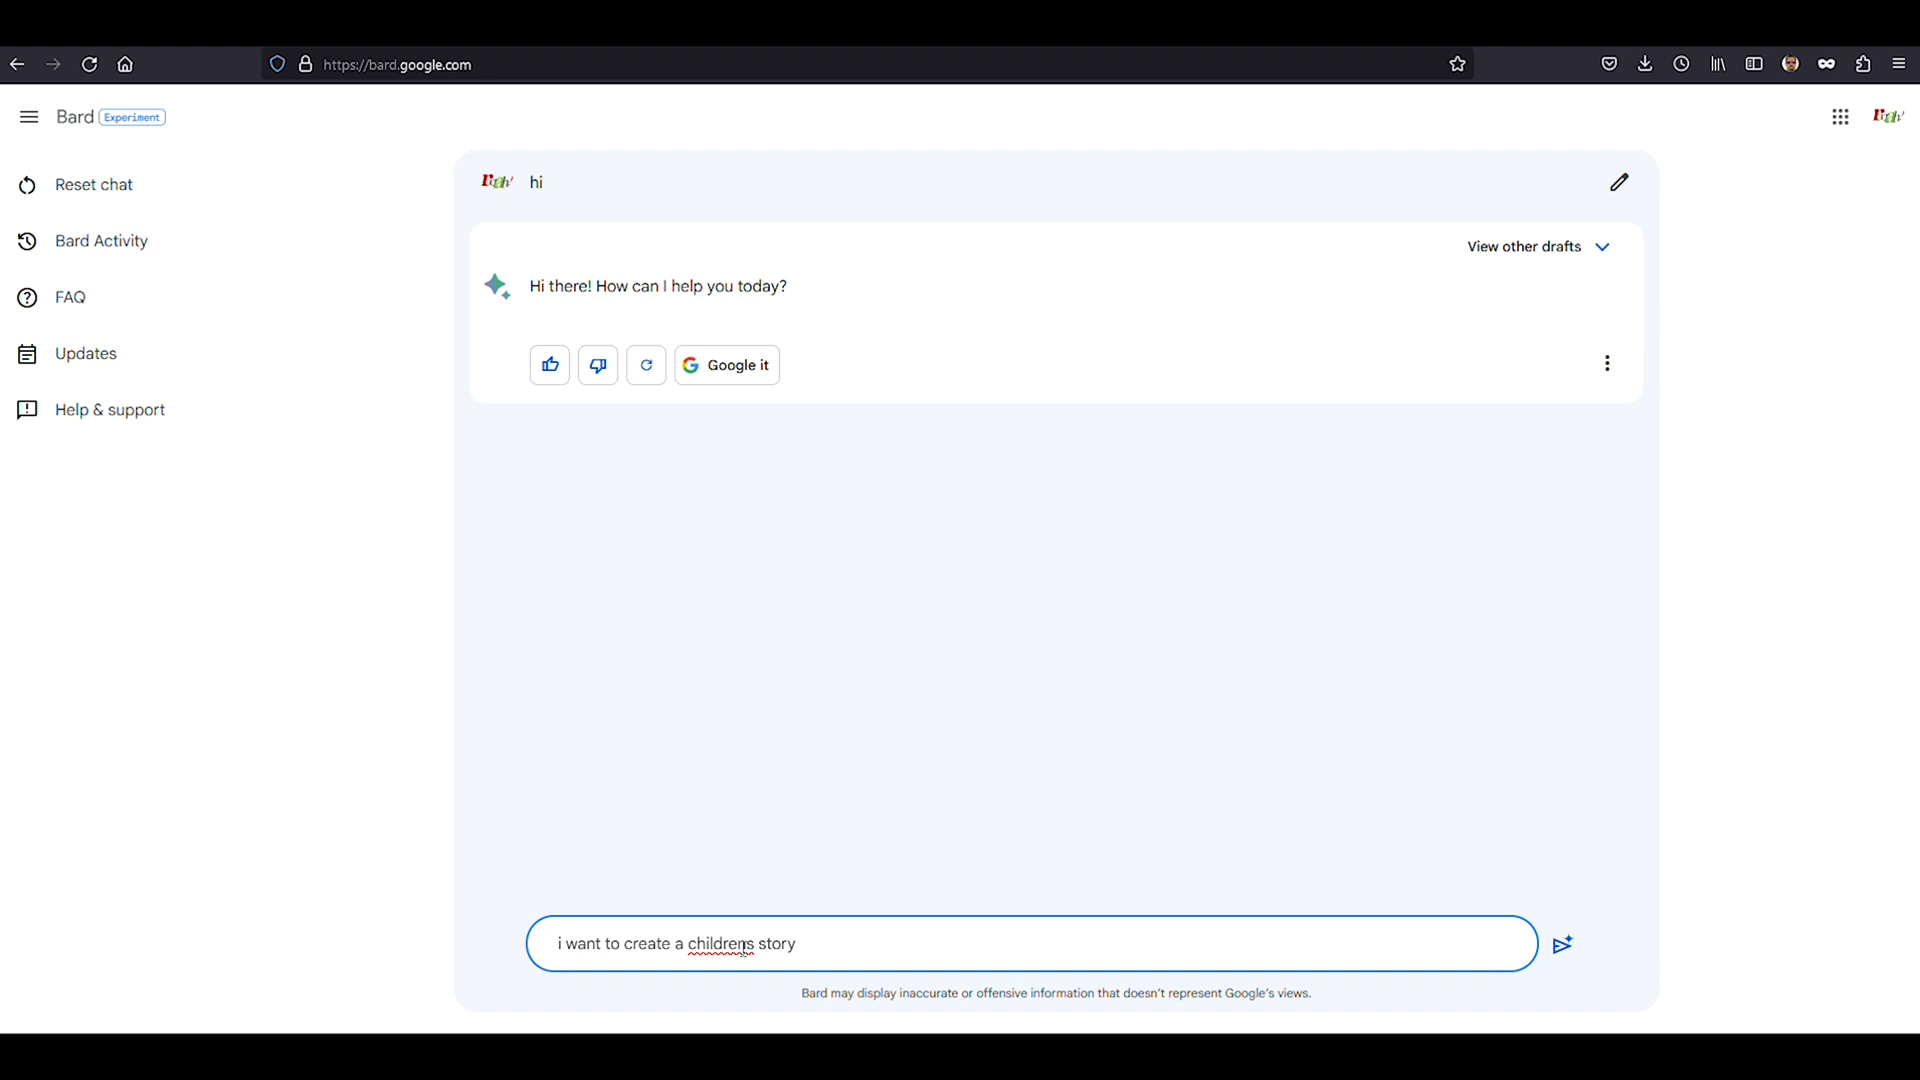 https://bard.google.com
Bard Experiment
Reset chat
Bard Activity
FAQ
Updates
Help & support
hi
View other drafts
Hi there! How can I help you today?
Google it
i want to create a childrens story
Bard may display inaccurate or offensive information that doesn't represent Google's views.